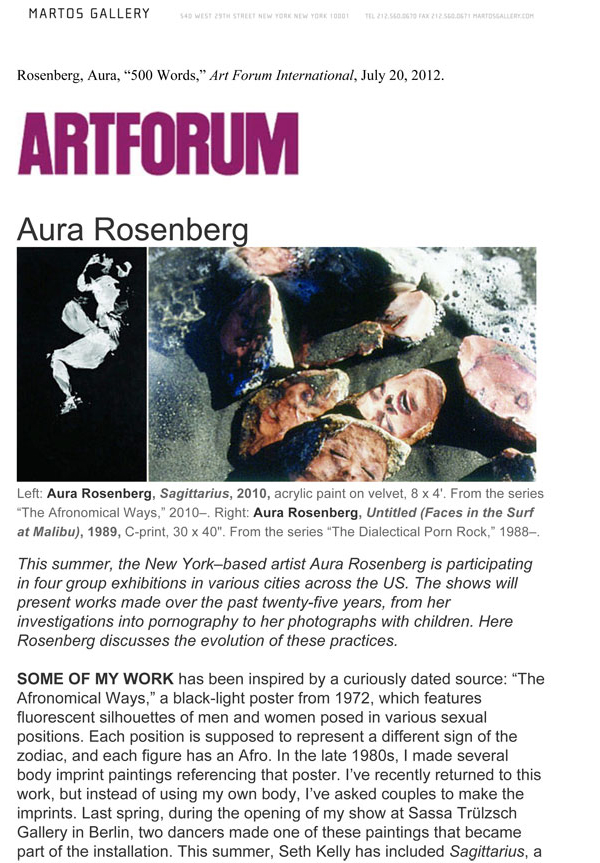 MARTOS GALLERY 540 WEST 29TH STREET NEW YORK NEW YORK 10001 TEL 212.560.0670 FAX 212.560.0671 MARTOSGALLERY.COM
Rosenberg, Aura, “500 Words,” Art Forum International, July 20, 2012.
ARTFORUM
Aura Rosenberg
Left: Aura Rosenberg, Sagittarius, 2010, acrylic paint on velvet, 8 x 4'. From the series
“The Afronomical Ways,” 2010–. Right: Aura Rosenberg, Untitled (Faces in the Surf
at Malibu), 1989, C-print, 30 x 40". From the series “The Dialectical Porn Rock,” 1988–.
This summer, the New York–based artist Aura Rosenberg is participating
in four group exhibitions in various cities across the US. The shows will
present works made over the past twenty-five years, from her
investigations into pornography to her photographs with children. Here
Rosenberg discusses the evolution of these practices.
SOME OF MY WORK has been inspired by a curiously dated source: “The
Afronomical Ways,” a black-light poster from 1972, which features
fluorescent silhouettes of men and women posed in various sexual
positions. Each position is supposed to represent a different sign of the
zodiac, and each figure has an Afro. In the late 1980s, I made several
body imprint paintings referencing that poster. I’ve recently returned to this
work, but instead of using my own body, I’ve asked couples to make the
imprints. Last spring, during the opening of my show at Sassa Trülzsch
Gallery in Berlin, two dancers made one of these paintings that became
part of the installation. This summer, Seth Kelly has included Sagittarius, a